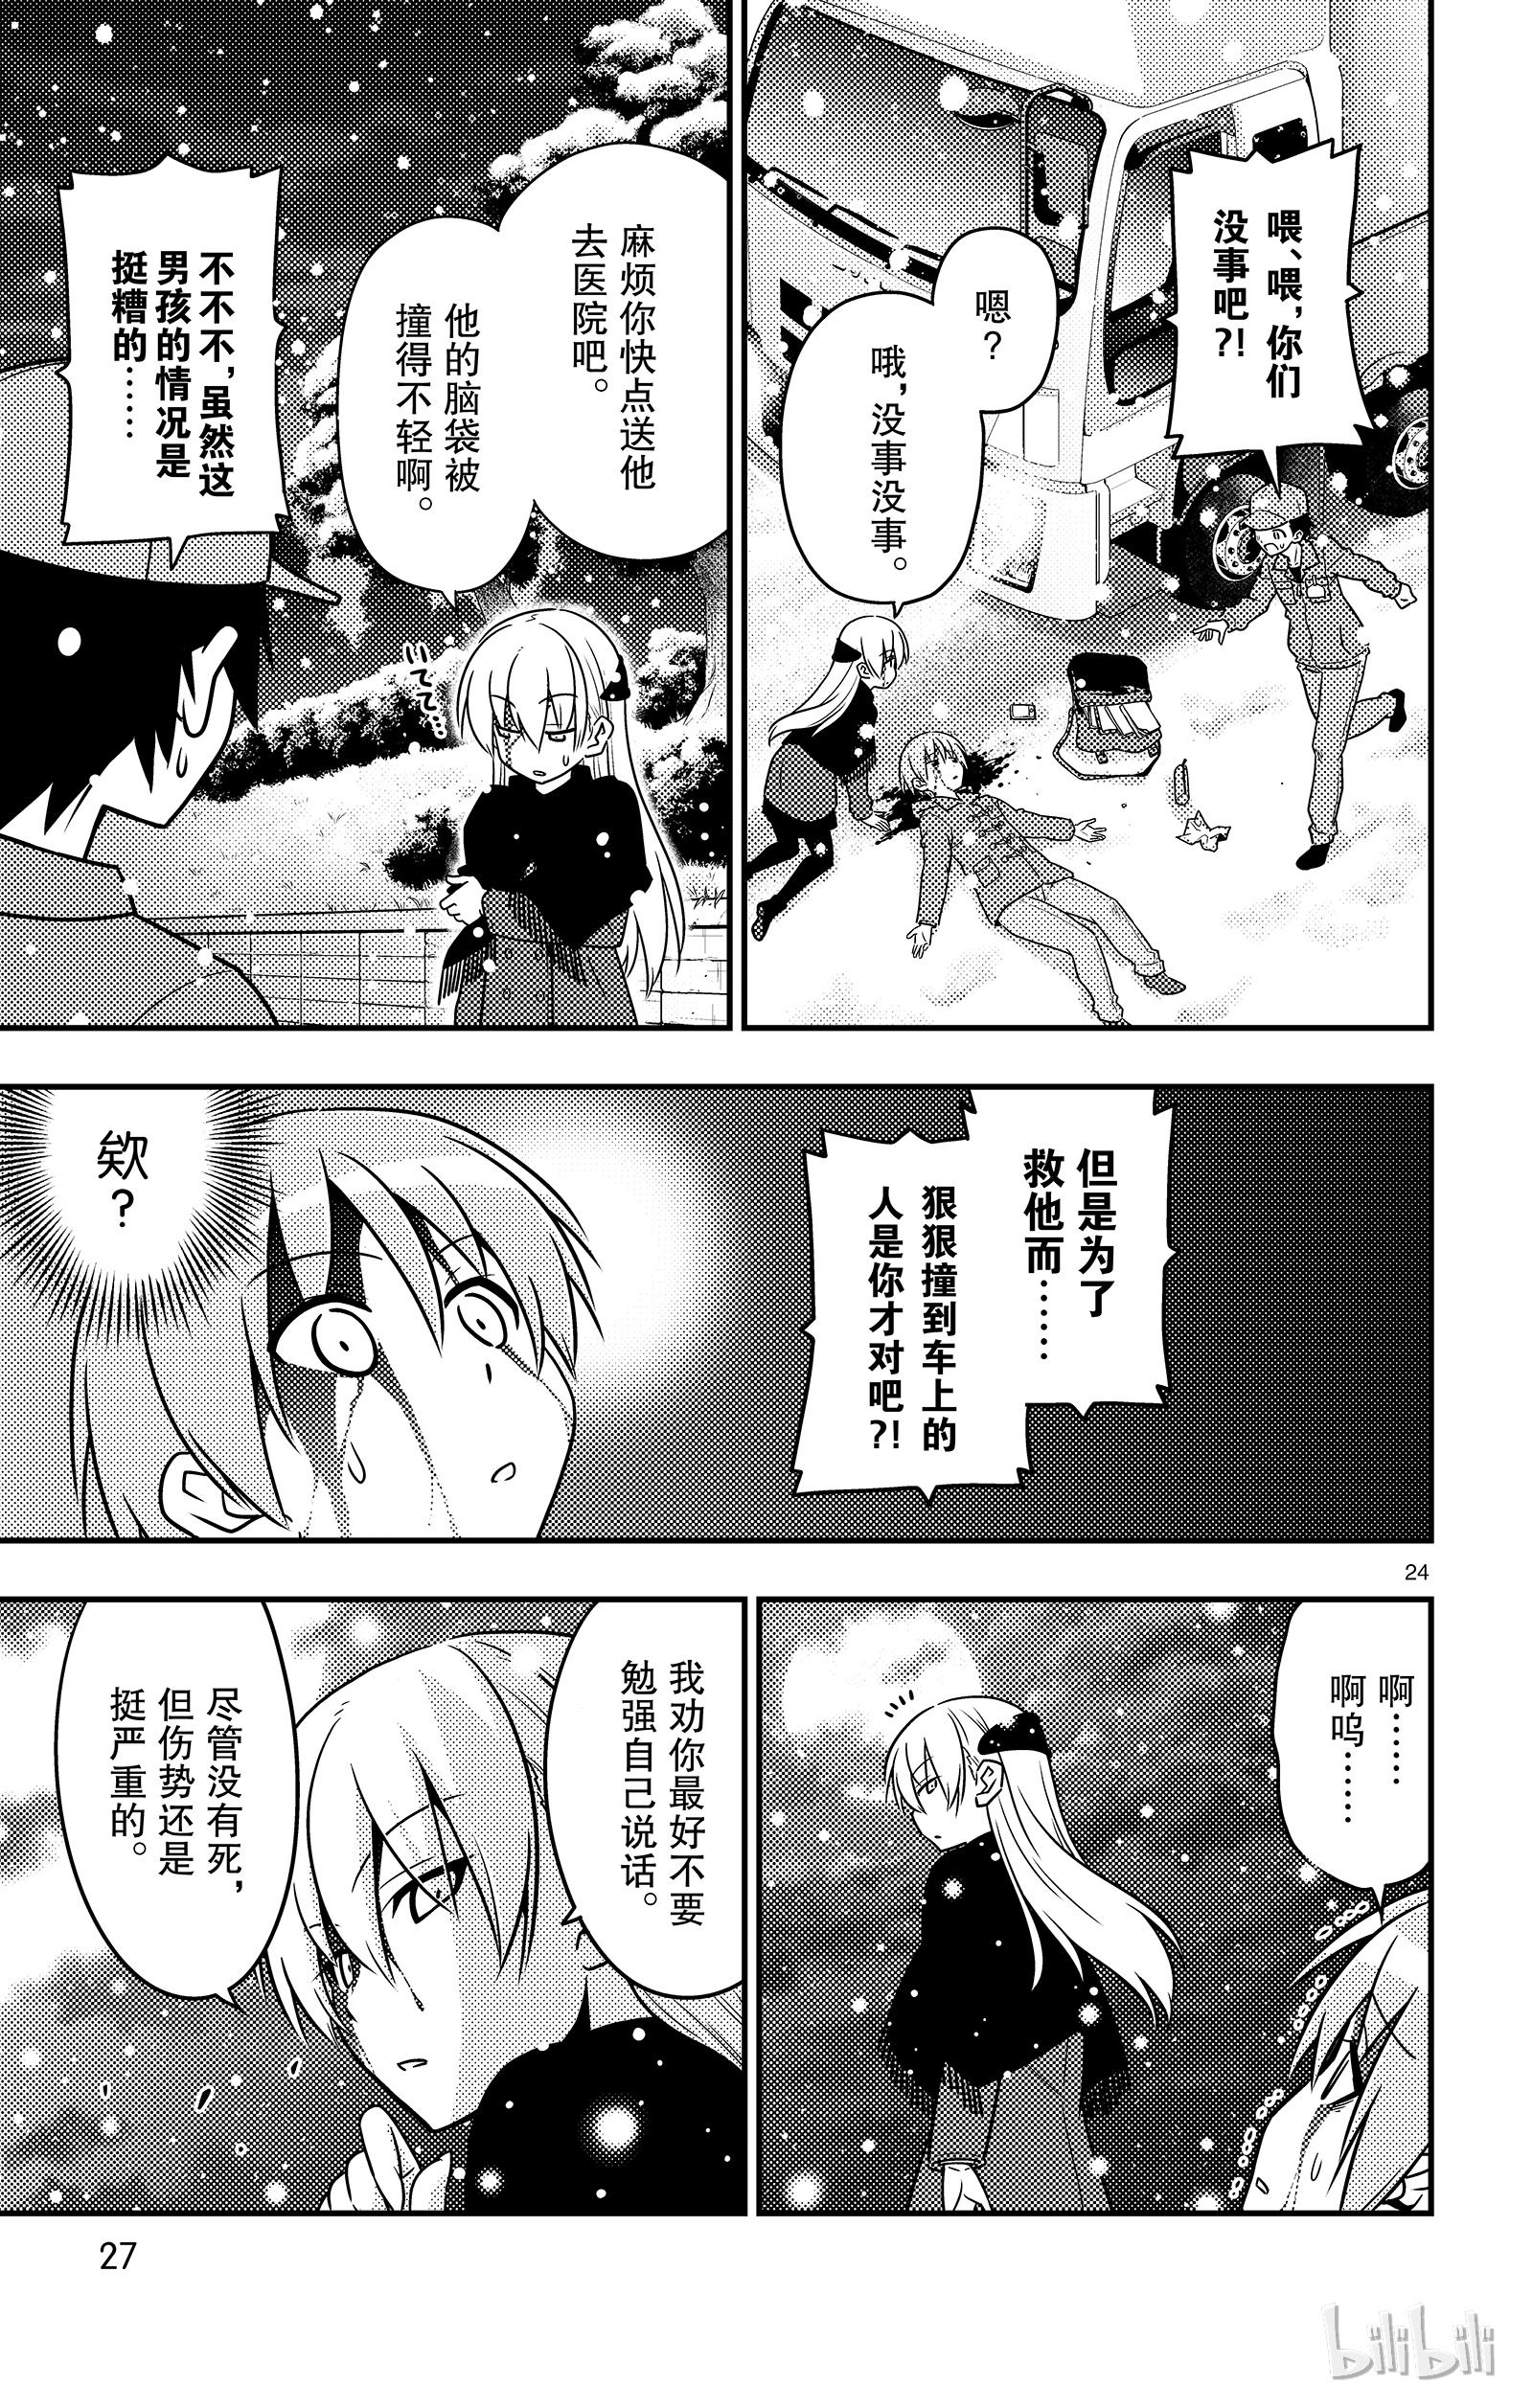 喂、喂，你们
没事吧?!
嗯?
哦，没事没事。
麻烦你快点送他
去医院吧。
他的脑袋被
撞得不轻啊。
いててて…
不不不，虽然这
男孩的情况是
挺糟的……
但是为了
救他而……
狠狠撞到车上的
人是你才对吧?!
欸?
24
啊……
啊呜……
我劝你最好不要
勉强自己说话。
尽管没有死，
但伤势还是
挺严重的。
27
bilibili